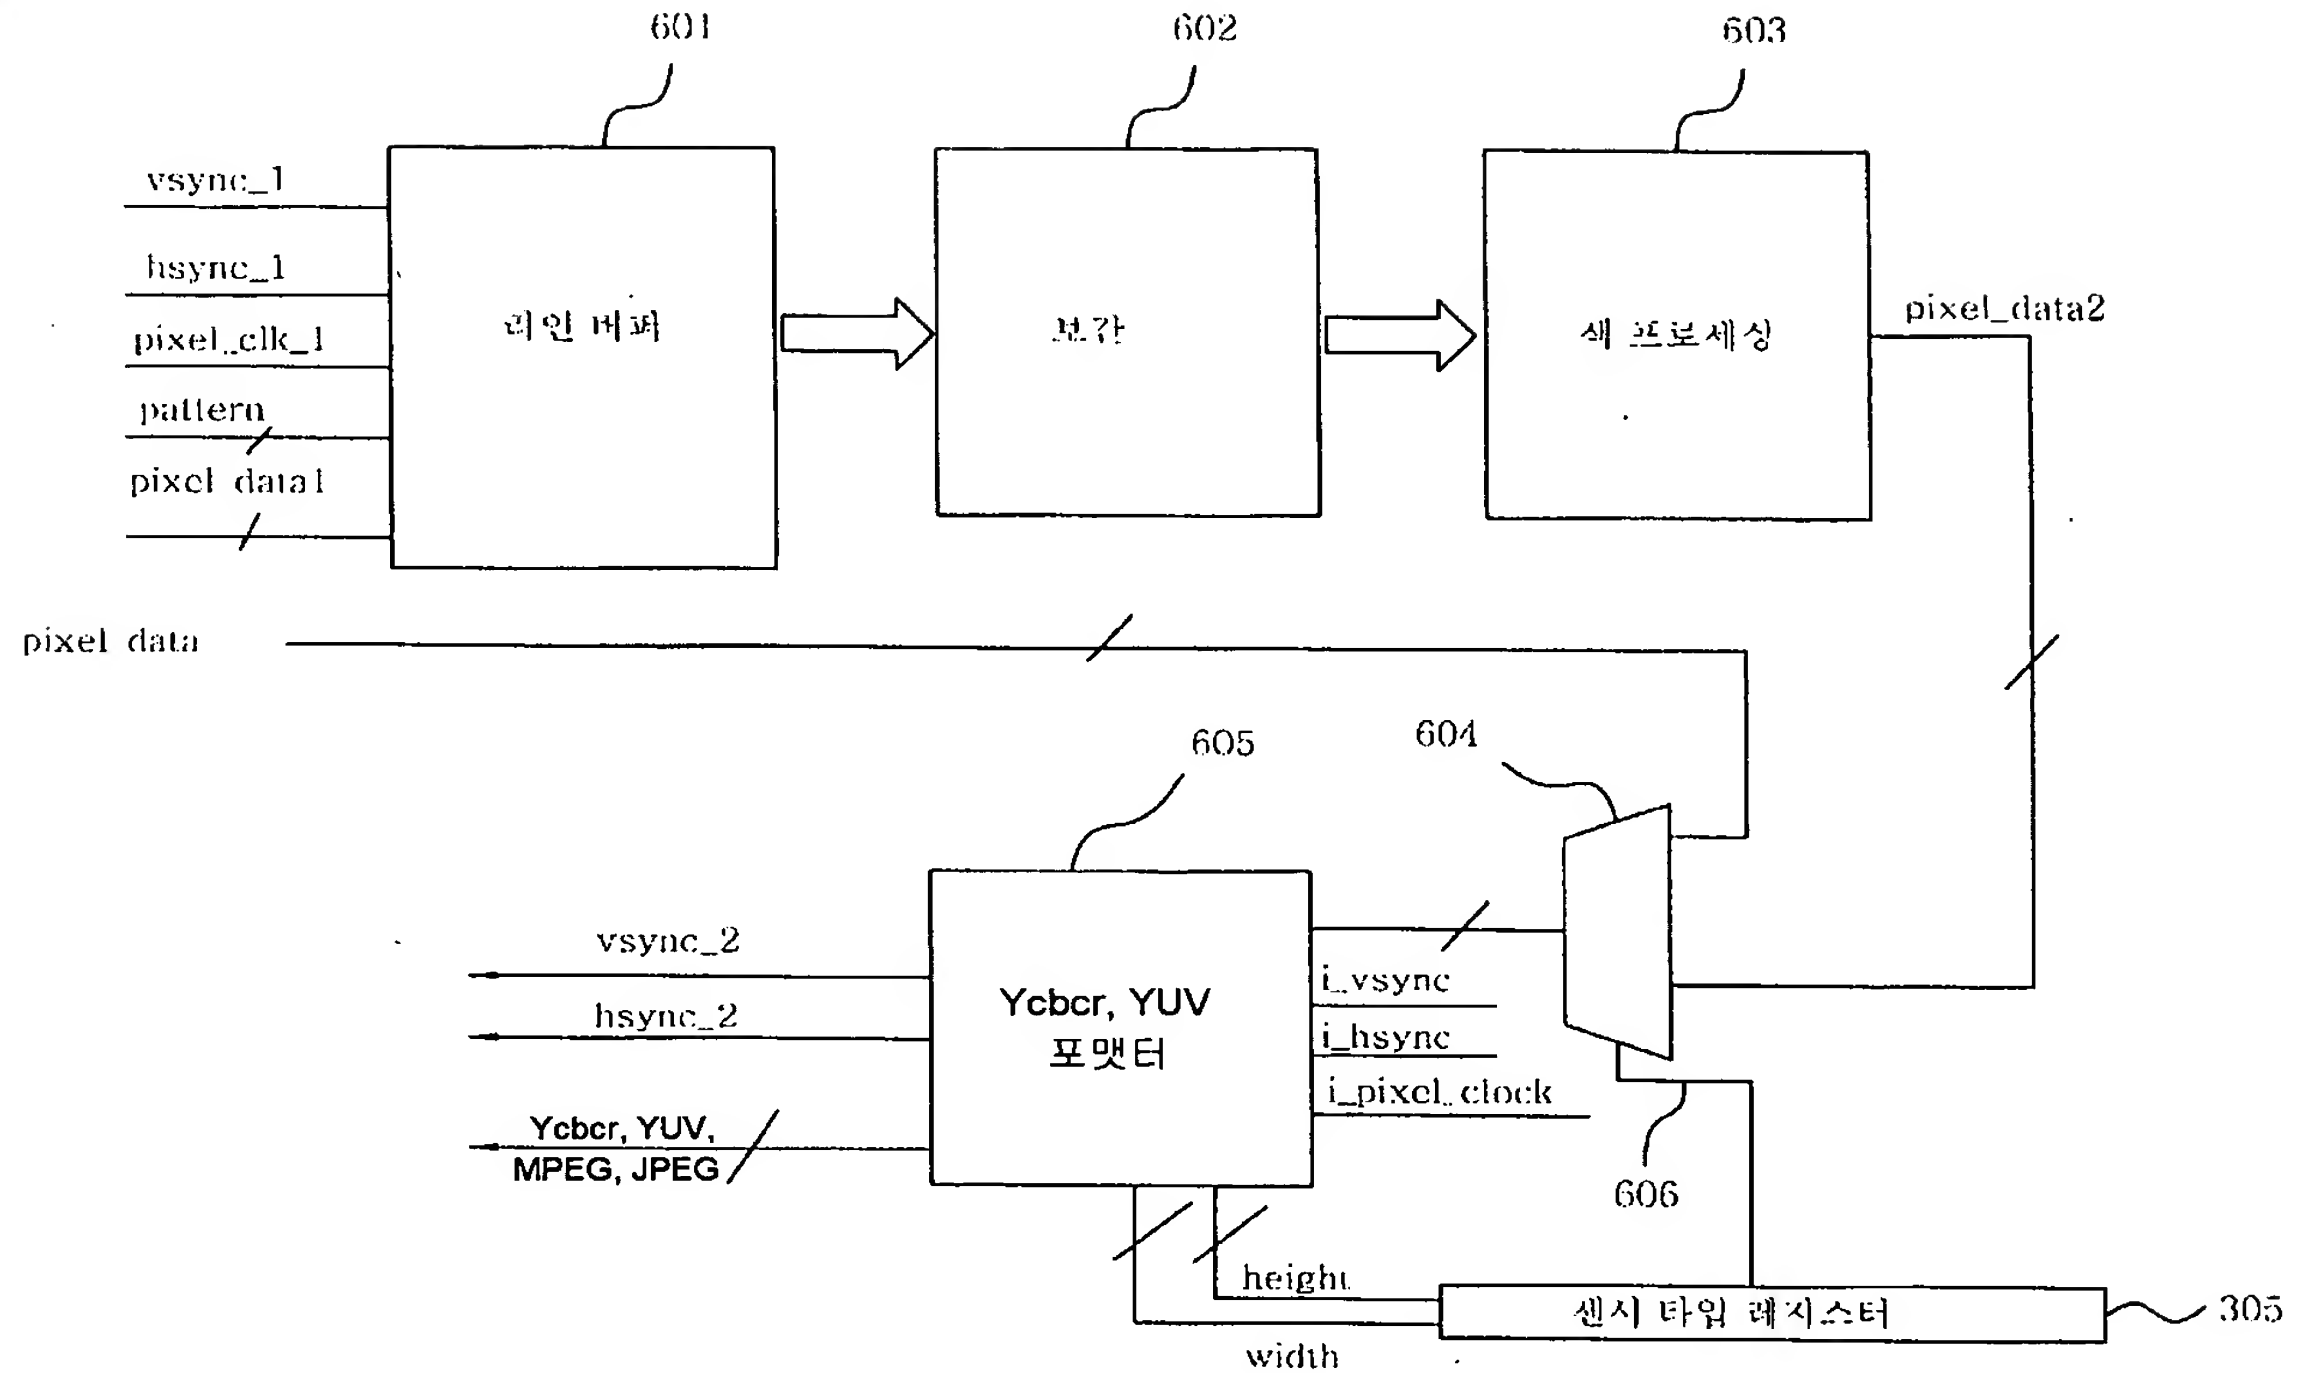 601
602
603
vsync_1
hsync_1
pixel_clk_1
pattern
pixel data1
라인 버퍼
보간
색 프로세싱
pixel_data2
pixel data
605
604
vsync_2
hsync_2
Ycbcr, YUV,
MPEG, JPEG
Ycbcr, YUV
포맷터
i_vsync
i_hsync
i_pixel_clock
606
height
width
센서 타입 레지스터
305